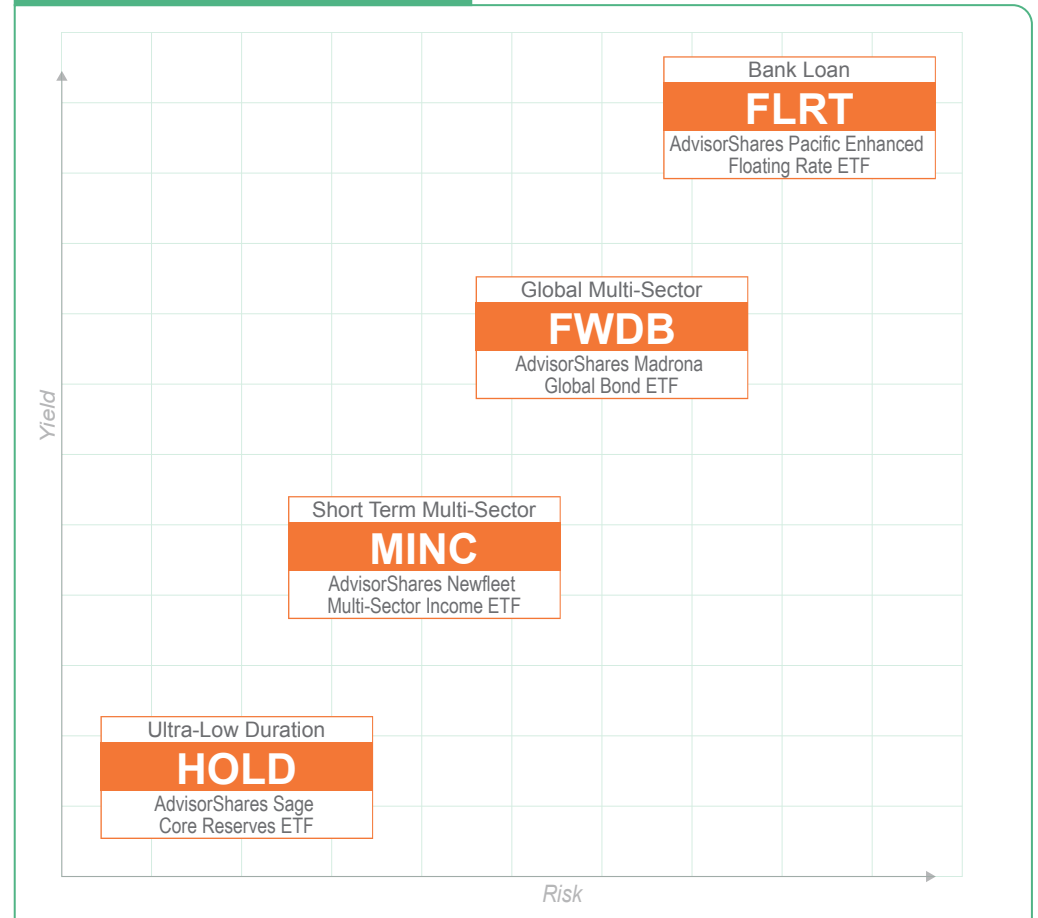 Bank Loan
FLRT
AdvisorShares Pacific Enhanced
Floating Rate ETF
Global Multi-Sector
FWDB
AdvisorShares Madrona
Global Bond ETF
Yield
Short Term Multi-Sector
MINC
AdvisorShares Newfleet
Multi-Sector Income ETF
Ultra-Low Duration
HOLD
AdvisorShares Sage
Core Reserves ETF
Risk